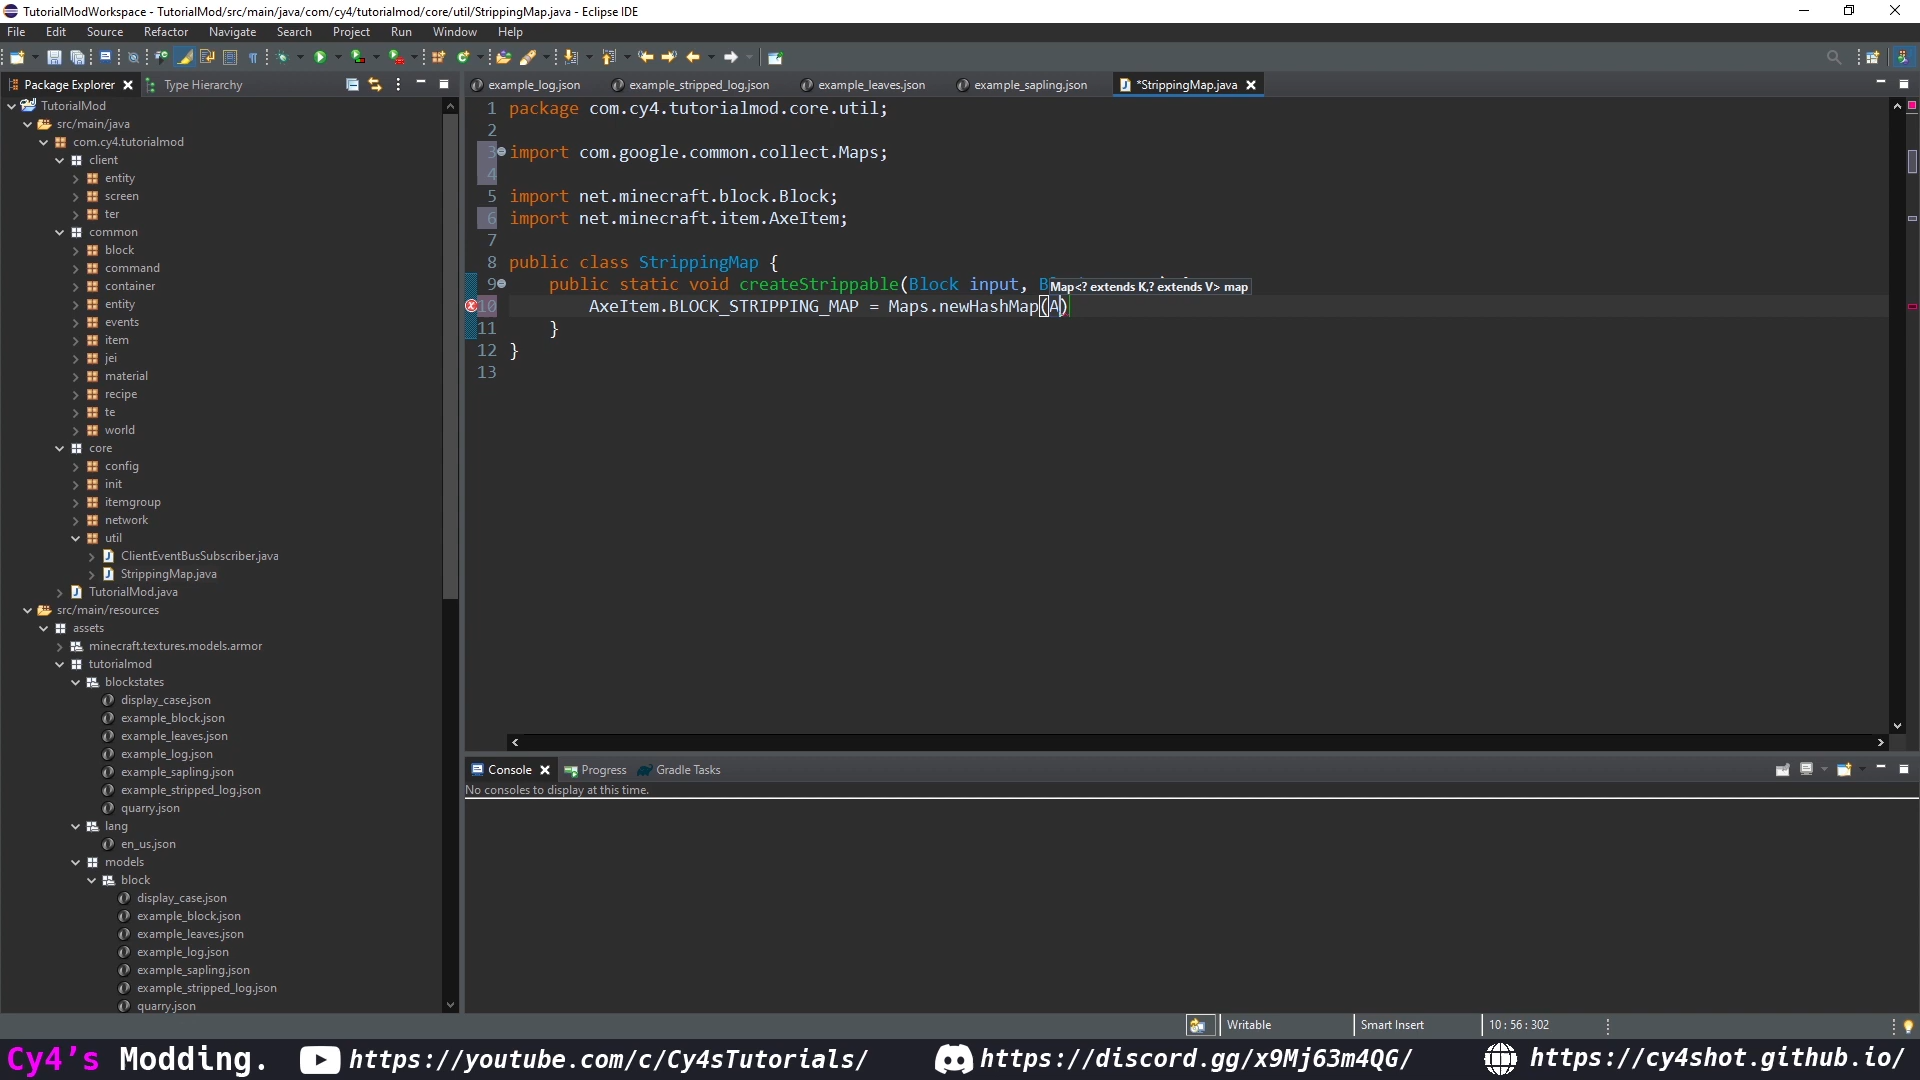 TutorialModWorkspace - TutorialMod/src/main/java/com/cy4/tutorialmod/core/util/StrippingMap.java - Eclipse IDE
File Edit Source Refactor Navigate Search Project Run Window Help
Package Explorer Type Hierarchy
example_log.json example_stripped_log.json example_leaves.json example_sapling.json *StrippingMap.java
TutorialMod
src/main/java
com.cy4.tutorialmod
client
entity
screen
ter
common
block
command
container
entity
events
item
jei
material
recipe
te
world
core
config
init
itemgroup
network
util
ClientEventBusSubscriber.java
StrippingMap.java
TutorialMod.java
src/main/resources
assets
minecraft.textures.models.armor
tutorialmod
blockstates
display_case.json
example_block.json
example_leaves.json
example_log.json
example_sapling.json
example_stripped_log.json
quarry.json
lang
en_us.json
models
block
display_case.json
example_block.json
example_leaves.json
example_log.json
example_sapling.json
example_stripped_log.json
quarry.json
1 package com.cy4.tutorialmod.core.util;
2
3 import com.google.common.collect.Maps;
4
5 import net.minecraft.block.Block;
6 import net.minecraft.item.AxeItem;
7
8 public class StrippingMap {
9 public static void createStrippable(Block input, B
Map<? extends K,? extends V> map
10 AxeItem.BLOCK_STRIPPING_MAP = Maps.newHashMap(A)
11 }
12 }
13
Console Progress Gradle Tasks
No consoles to display at this time.
Writable Smart Insert 10 : 56 : 302
Cy4's Modding. https://youtube.com/c/Cy4sTutorials/ https://discord.gg/x9Mj63m4QG/ https://cy4shot.github.io/